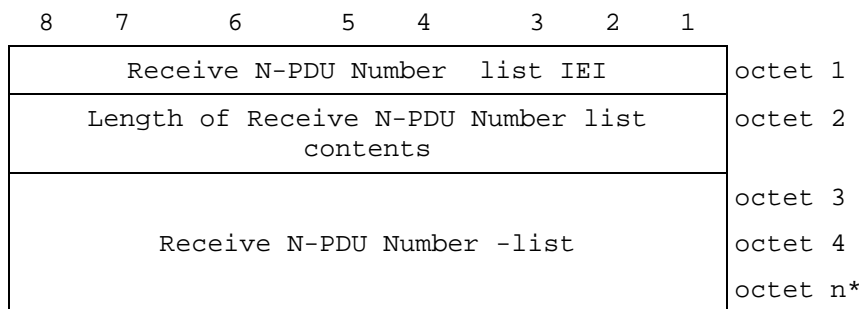 8 7 6 5 4 3 2 1
Receive N-PDU Number list IEI octet 1
Length of Receive N-PDU Number list octet 2
contents
octet 3
Receive N-PDU Number -list octet 4
octet n*